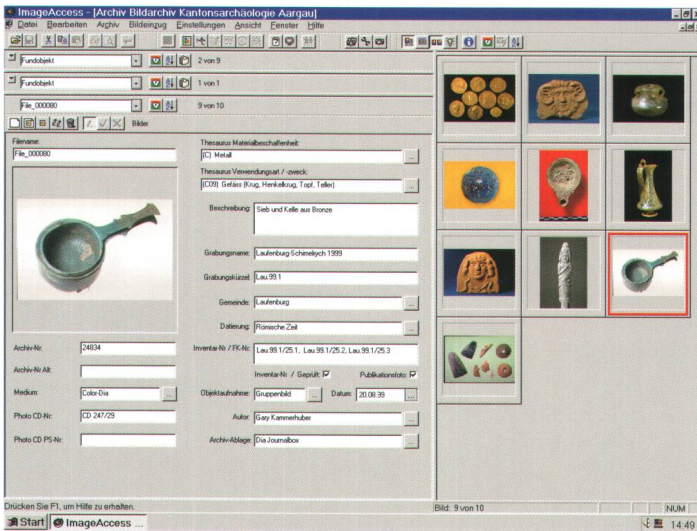 ImageAccess - [Archiv Bildarchiv Kantonsarchäologie Aargau]
Datei Bearbeiten Archiv Bildeinzug Einstellungen Ansicht Fenster Hilfe
Fundobjekt
2 von 9
Fundobjekt
1 von 1
File_000080
9 von 10
Bilder
Filename:
File_000080
Thesaurus Materialbeschaffenheit:
(C) Metall
Thesaurus Verwendungsart / -zweck:
(C09) Gefäss (Krug, Henkelkrug, Topf, Teller)
Beschreibung: Sieb und Kelle aus Bronze
Grabungsname: Laufenburg-Schimelrych 1999
Grabungskürzel: Lau.99.1
Gemeinde: Laufenburg
Datierung: Römische Zeit
Archiv-Nr.: 24834
Inventar-Nr / FK-Nr.: Lau.99.1/25.1, Lau.99.1/25.2, Lau.99.1/25.3
Archiv-Nr Alt:
Inventar-Nr / Geprüft:
Publikationsfoto:
Medium: Color-Dia
Objektaufnahme: Gruppenbild
Datum: 20.08.99
Photo CD-Nr.: CD 247/29
Autor: Gary Kammerhuber
Photo CD PS-Nr.:
Archiv-Ablage: Dia Journalbox
Drücken Sie F1, um Hilfe zu erhalten.
Bild: 9 von 10
NUM
Start
ImageAccess ...
14:49